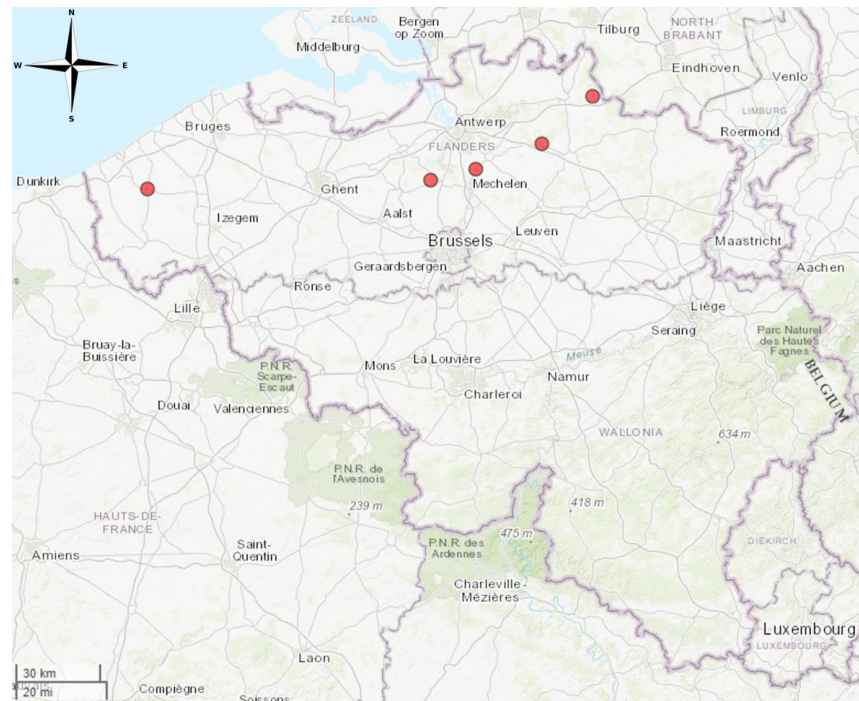 N
W
E
S
ZEELAND
Middelburg
Bergen
op Zoom
Tilburg
NORTH
BRABANT
Eindhoven
Venlo
LIMBURG
Roermond
Bruges
Antwerp
FLANDERS
Dunkirk
Ghent
Mechelen
Izegem
Aalst
Brussels
Leuven
Maastricht
Geraardsbergen
Aachen
Ronse
Lille
Liège
Seraing
Parc Naturel
des Hautes
Fagnes
BELGIUM
Bruay-la-
Buissière
Mons
La Louvière
Meuse
Namur
P.N.R.
Scarpe-
Escaut
Charleroi
Douai
Valenciennes
WALLONIA
634 m
P.N.R. de
l'Avesnois
239 m
418 m
475 m
HAUTS-DE-
FRANCE
Saint-
Quentin
P.N.R. des
Ardennes
DIEKIRCH
Amiens
Charleville-
Mézières
Luxembourg
LUXEMBOURG
Laon
30 km
20 mi
Compiègne
Soissons